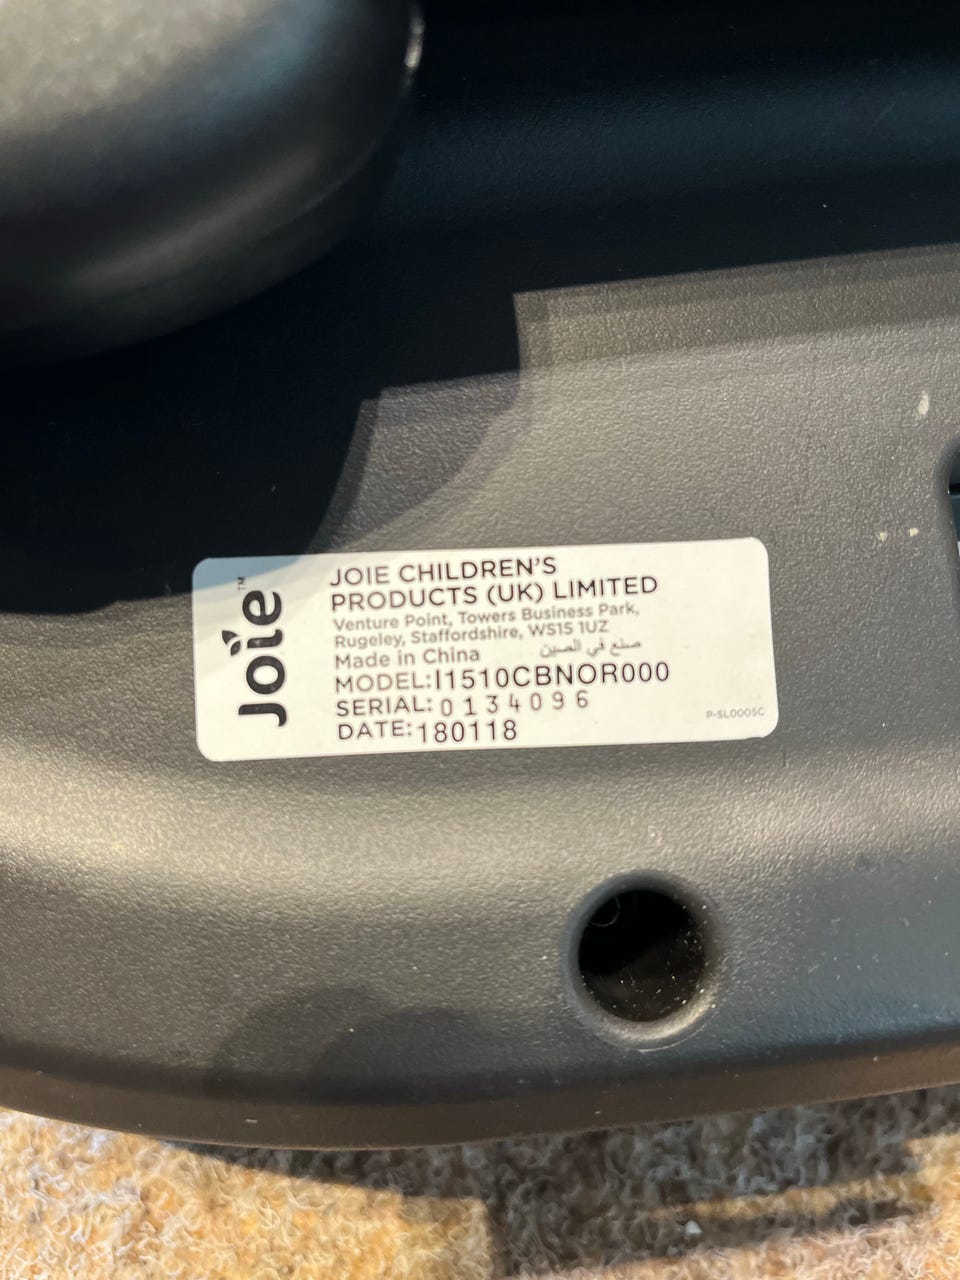 Joie™
JOIE CHILDREN'S
PRODUCTS (UK) LIMITED
Venture Point, Towers Business Park,
Rugeley, Staffordshire, WS15 1UZ
Made in China صنع في الصين
MODEL:I1510CBNOR000
SERIAL: 0134096
DATE:180118
P-SL0005C